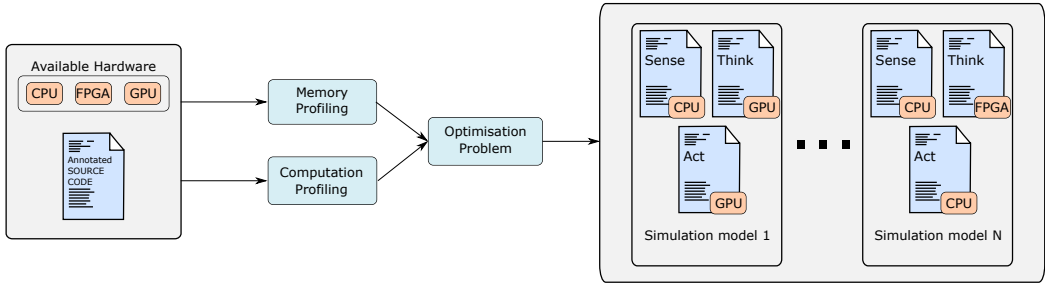 Available Hardware
CPU FPGA GPU
Annotated
SOURCE
CODE
Memory
Profiling
Computation
Profiling
Optimisation
Problem
Sense
CPU
Think
GPU
Act
GPU
Simulation model 1
Sense
CPU
Think
FPGA
Act
CPU
Simulation model N